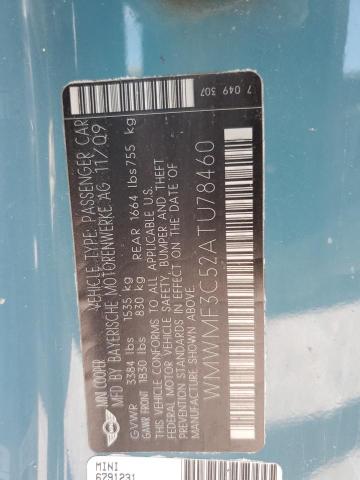 MINI COOPER VEHICLE TYPE: PASSENGER CAR
MFD BY BAYERISCHE MOTORENWERKE AG 11/09
GVWR 3384 lbs 1535 kg
GAWR FRONT 1830 lbs 830 kg REAR 1664 lbs 755 kg
THIS VEHICLE CONFORMS TO ALL APPLICABLE U.S.
FEDERAL MOTOR VEHICLE SAFETY, BUMPER AND THEFT
PREVENTION STANDARDS IN EFFECT ON THE DATE OF
MANUFACTURE SHOWN ABOVE.
WMWMF3C52ATU78460
7 049 307
MINI
6791231